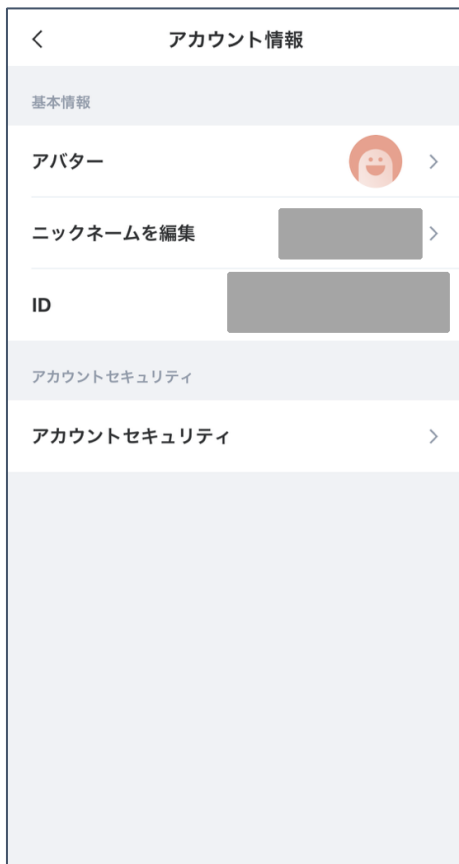 アカウント情報
基本情報
アバター
ニックネームを編集
ID
アカウントセキュリティ
アカウントセキュリティ